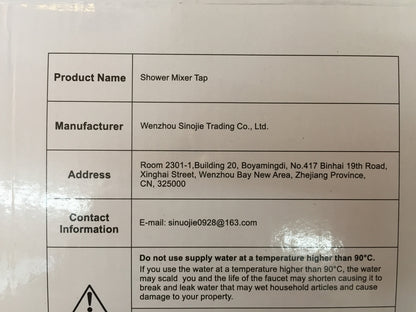 Product Name
Shower Mixer Tap
Manufacturer
Wenzhou Sinojie Trading Co., Ltd.
Address
Room 2301-1,Building 20, Boyamingdi, No.417 Binhai 19th Road,
Xinghai Street, Wenzhou Bay New Area, Zhejiang Province,
CN, 325000
Contact
Information
E-mail: sinuojie0928@163.com
Do not use supply water at a temperature higher than 90°C.
If you use the water at a temperature higher than 90°C, the water
may scald you and the life of the faucet may shorten causing it to
break and leak water that may wet household articles and cause
damage to your property.